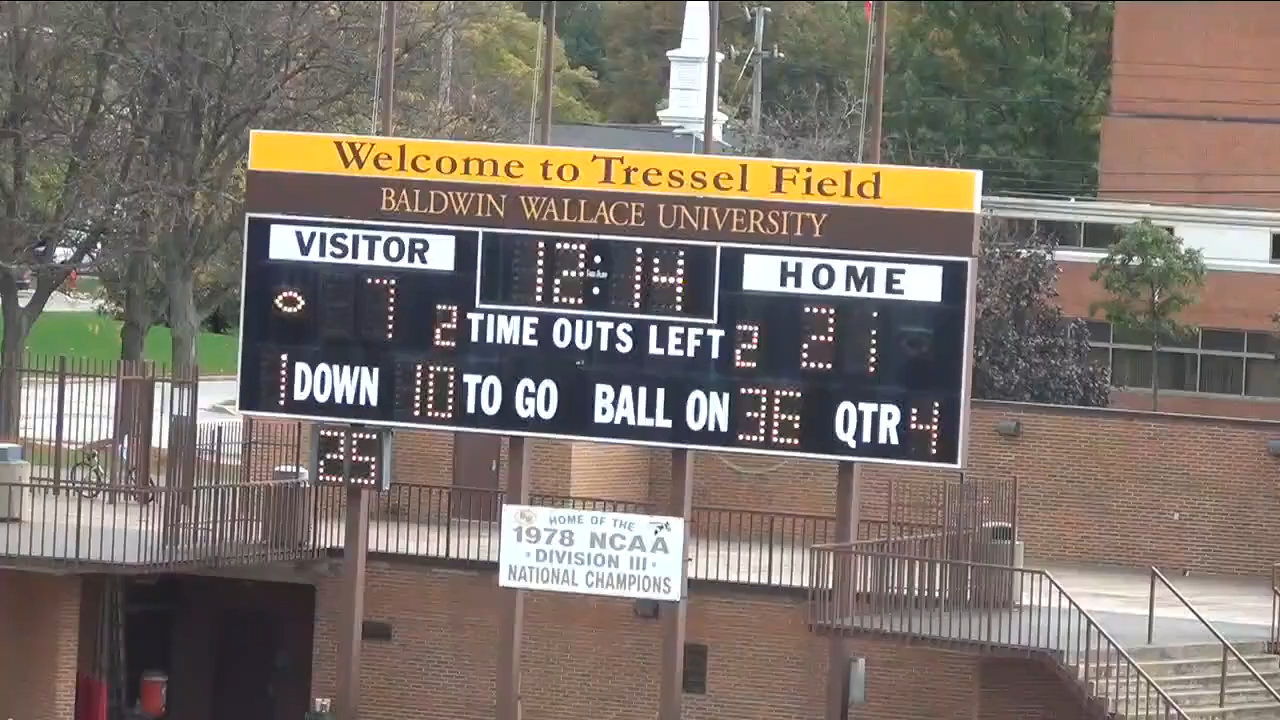 Welcome to Tressel Field
BALDWIN WALLACE UNIVERSITY
VISITOR 12:14 HOME
7 2 TIME OUTS LEFT 2 21
1 DOWN 10 TO GO BALL ON 36 QTR 4
25
HOME OF THE
1978 NCAA
• DIVISION III •
NATIONAL CHAMPIONS